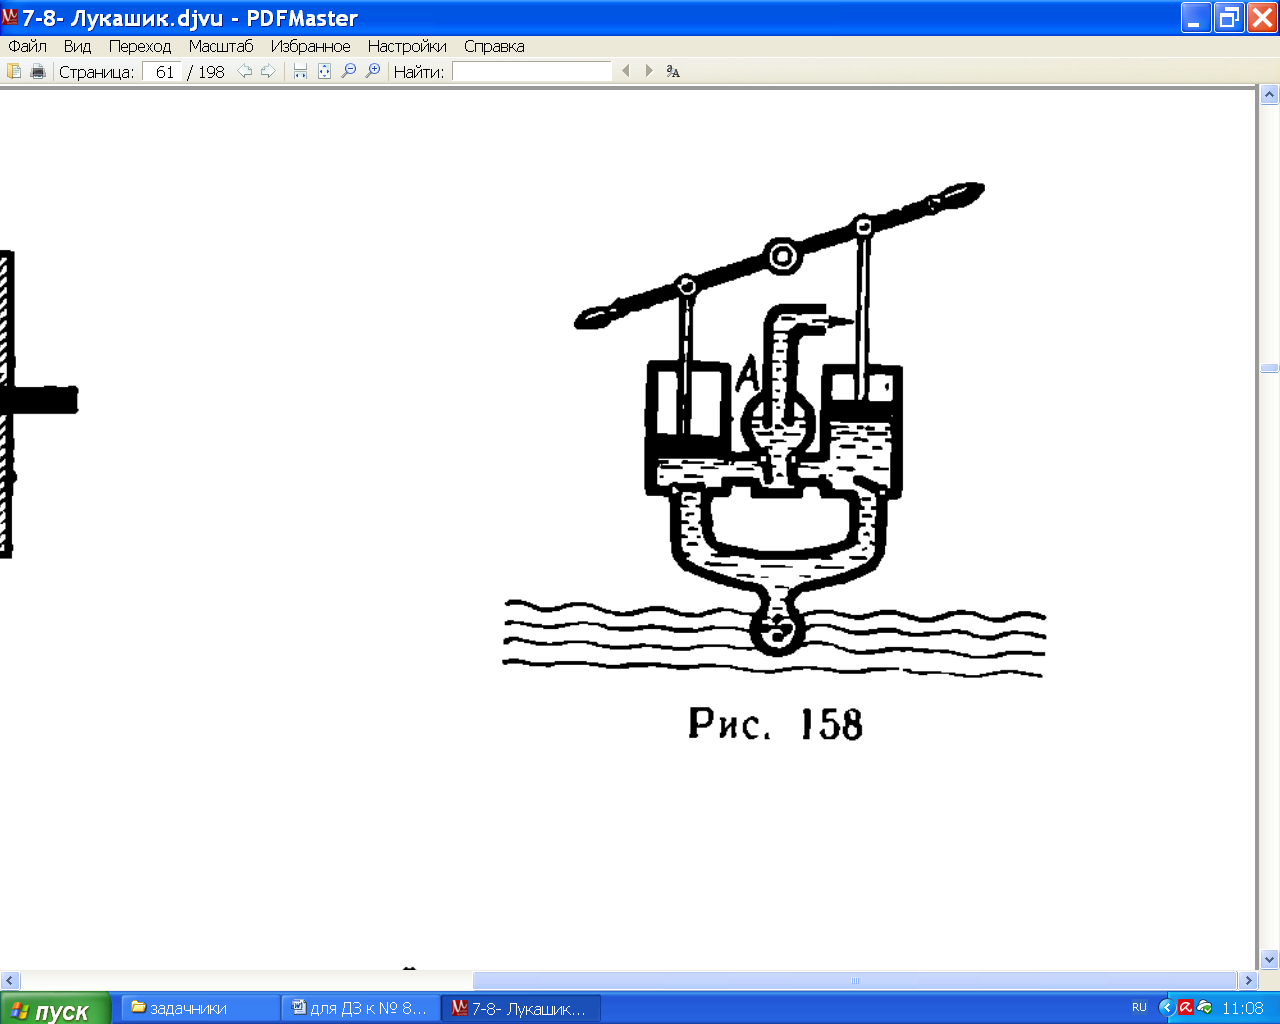 7-8- Лукашик.djvu - PDFMaster
Файл Вид Переход Масштаб Избранное Настройки Справка
Страница: 61 / 198 Найти:
A
Рис. 158
пуск задачники для ДЗ к № 8... 7-8- Лукашик... RU 11:08